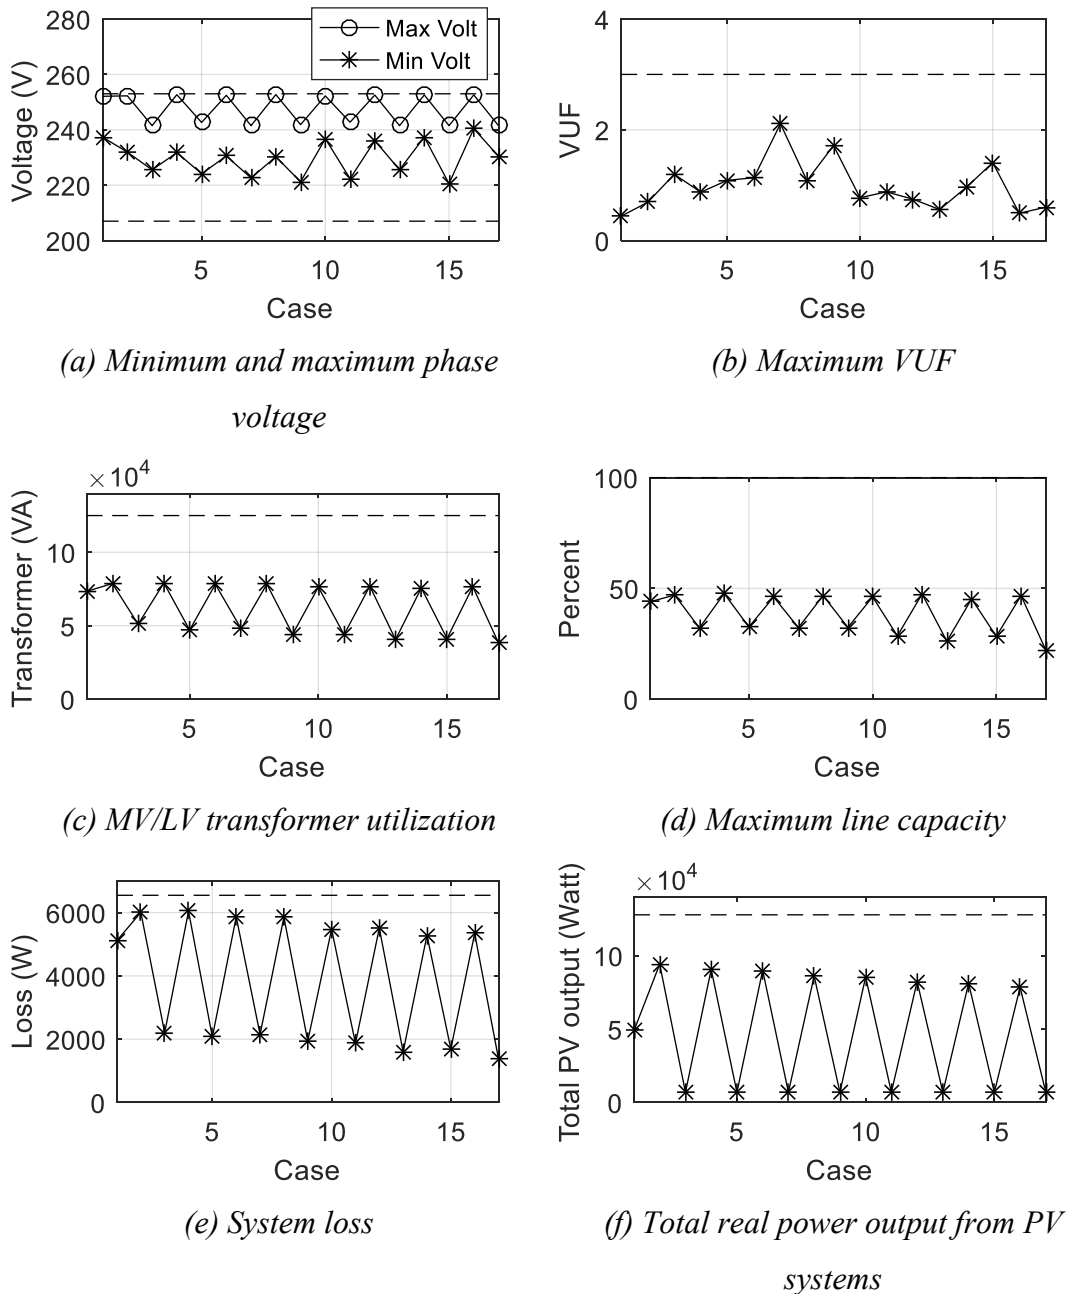 280
260
240
220
200
Voltage (V)
Max Volt
Min Volt
5
10
15
Case
(a) Minimum and maximum phase
voltage
4
2
0
VUF
5
10
15
Case
(b) Maximum VUF
×10⁴
10
5
0
Transformer (VA)
5
10
15
Case
(c) MV/LV transformer utilization
100
50
0
Percent
5
10
15
Case
(d) Maximum line capacity
6000
4000
2000
0
Loss (W)
5
10
15
Case
(e) System loss
×10⁴
10
5
0
Total PV output (Watt)
5
10
15
Case
(f) Total real power output from PV
systems